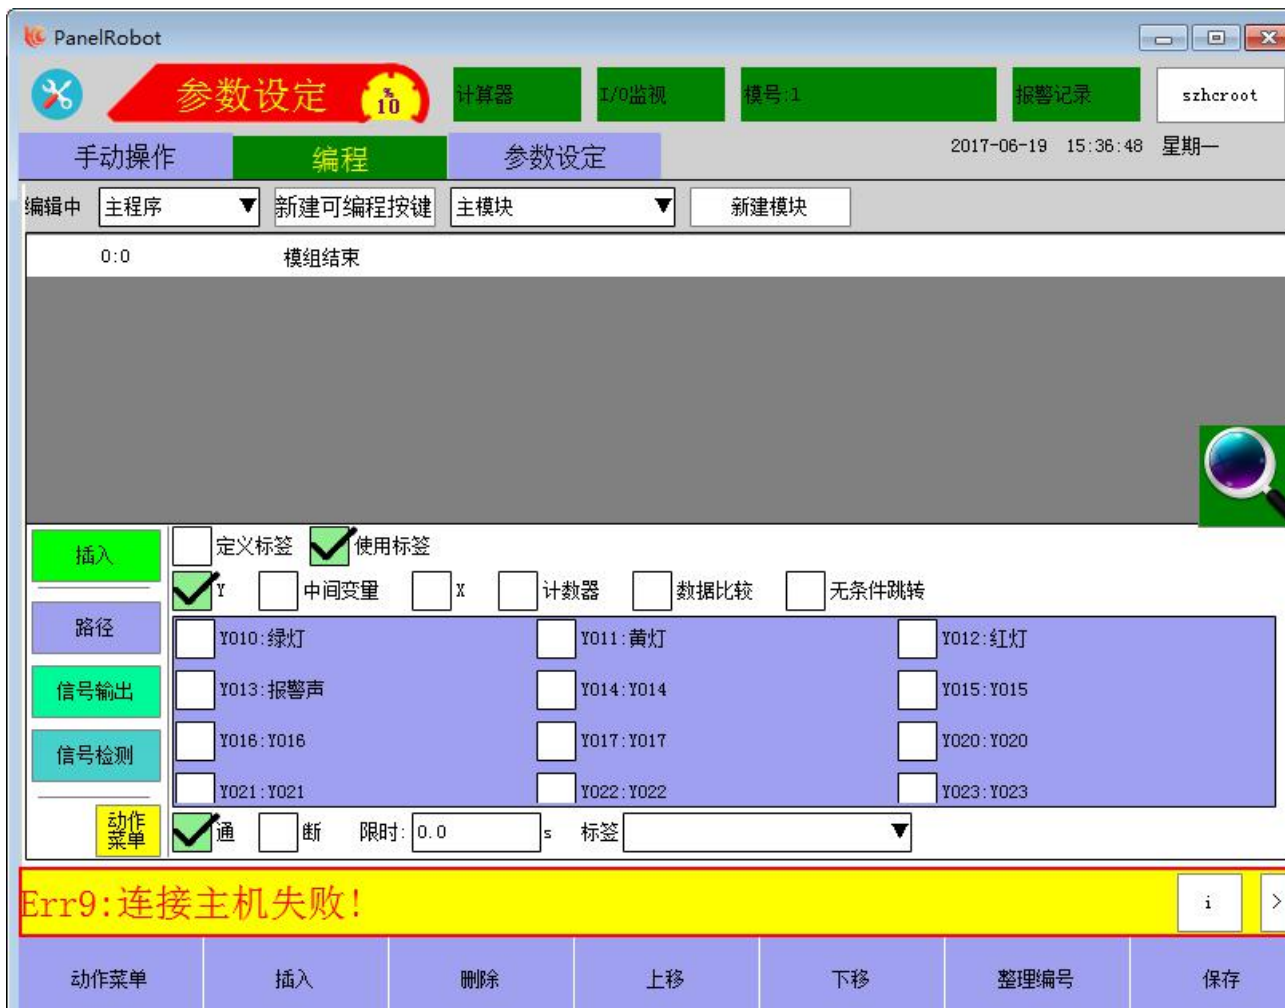 PanelRobot
参数设定 % 10 计算器 I/O监视 模号:1 报警记录 szhcroot
手动操作 编程 参数设定 2017-06-19 15:36:48 星期一
编辑中 主程序 新建可编程按键 主模块 新建模块
0:0 模组结束
插入 定义标签 使用标签
Y 中间变量 X 计数器 数据比较 无条件跳转
路径 Y010:绿灯 Y011:黄灯 Y012:红灯
信号输出 Y013:报警声 Y014:Y014 Y015:Y015
信号检测 Y016:Y016 Y017:Y017 Y020:Y020
Y021:Y021 Y022:Y022 Y023:Y023
动作菜单 通 断 限时: 0.0 s 标签
Err9:连接主机失败! i >
动作菜单 插入 删除 上移 下移 整理编号 保存